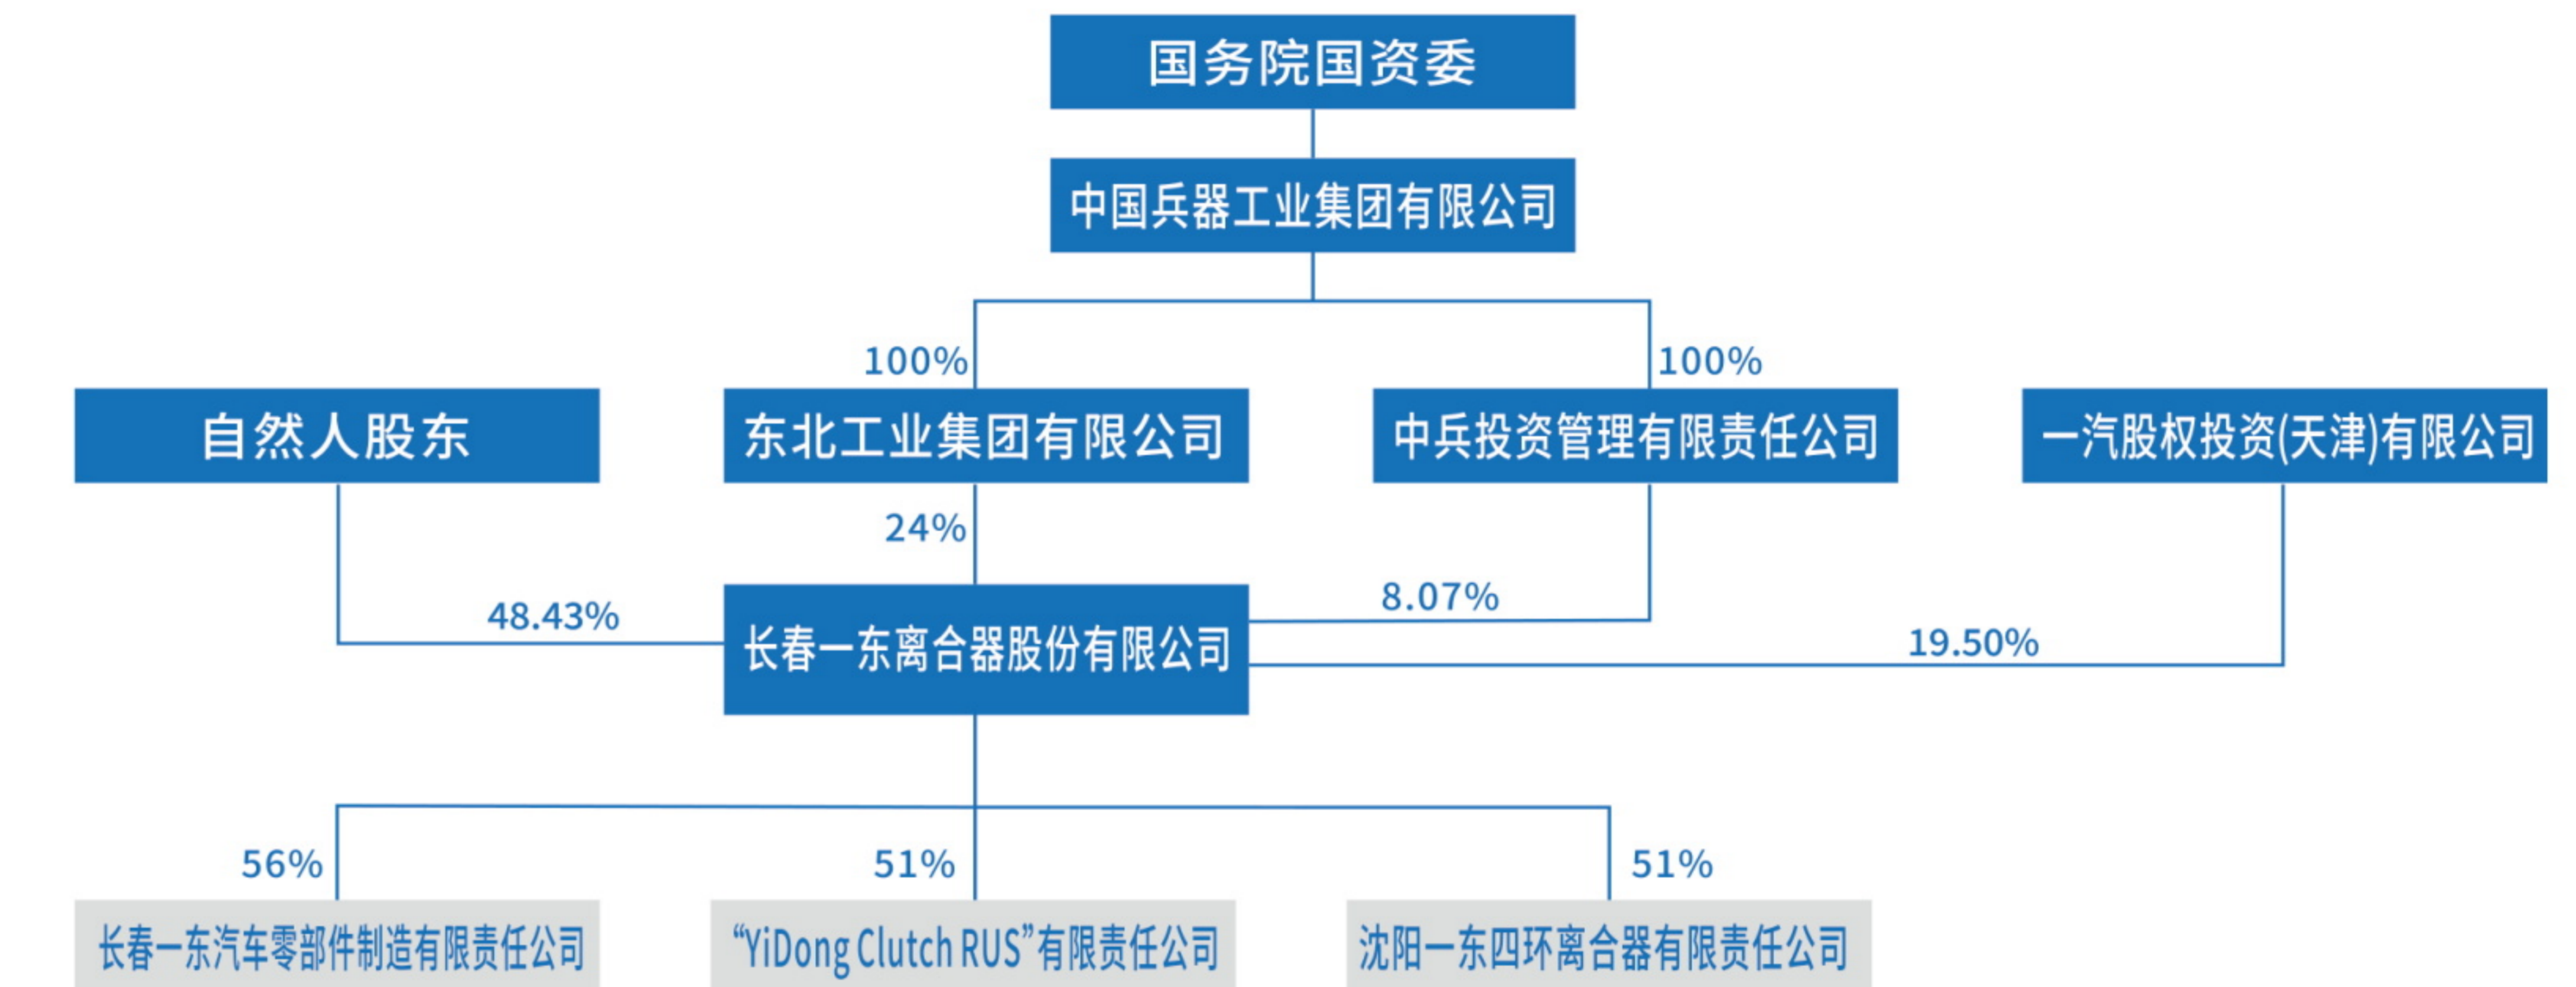 国务院国资委
中国兵器工业集团有限公司
100%
100%
自然人股东
东北工业集团有限公司
中兵投资管理有限责任公司
一汽股权投资(天津)有限公司
24%
8.07%
48.43%
19.50%
长春一东离合器股份有限公司
56%
51%
51%
长春一东汽车零部件制造有限责任公司
“YiDong Clutch RUS”有限责任公司
沈阳一东四环离合器有限责任公司